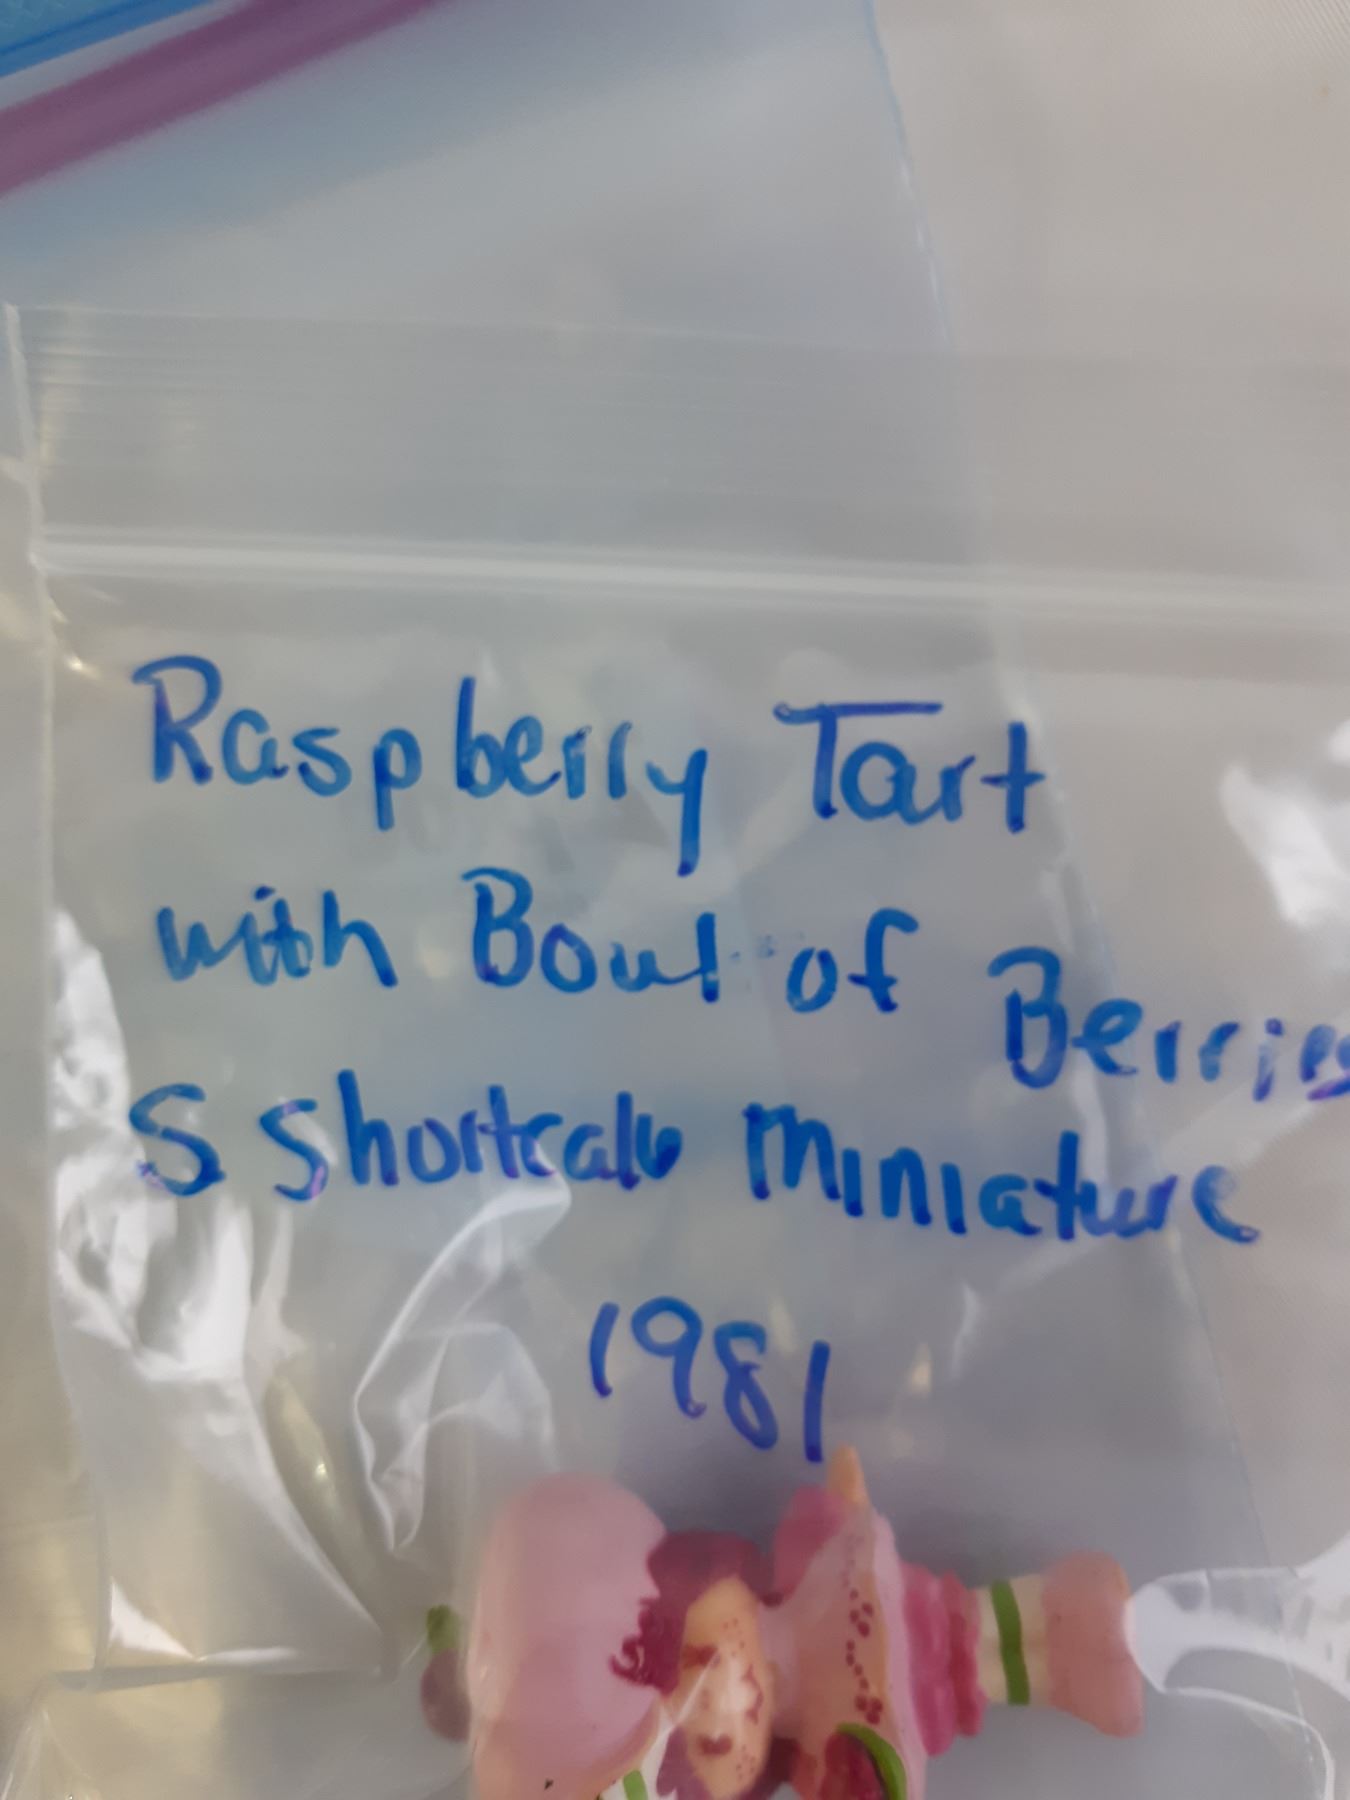 Raspberry Tart
with Bowl of Berries
S Shortcake Miniature
1981